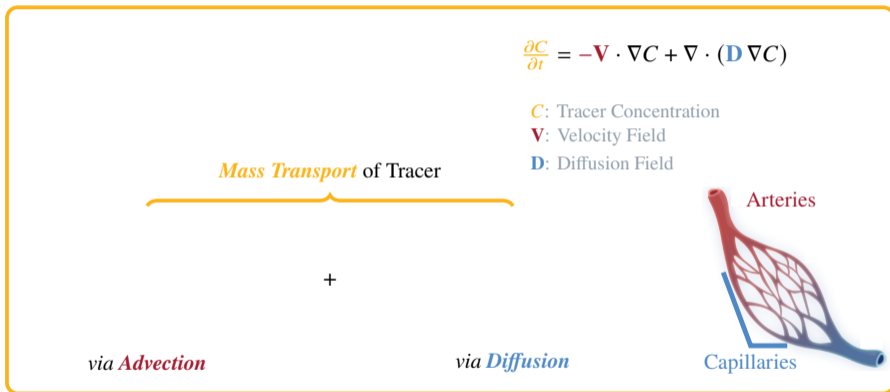 ∂C/∂t = −V · ∇C + ∇ · (D ∇C)
C: Tracer Concentration
V: Velocity Field
D: Diffusion Field
Mass Transport of Tracer
Arteries
+
via Advection
via Diffusion
Capillaries